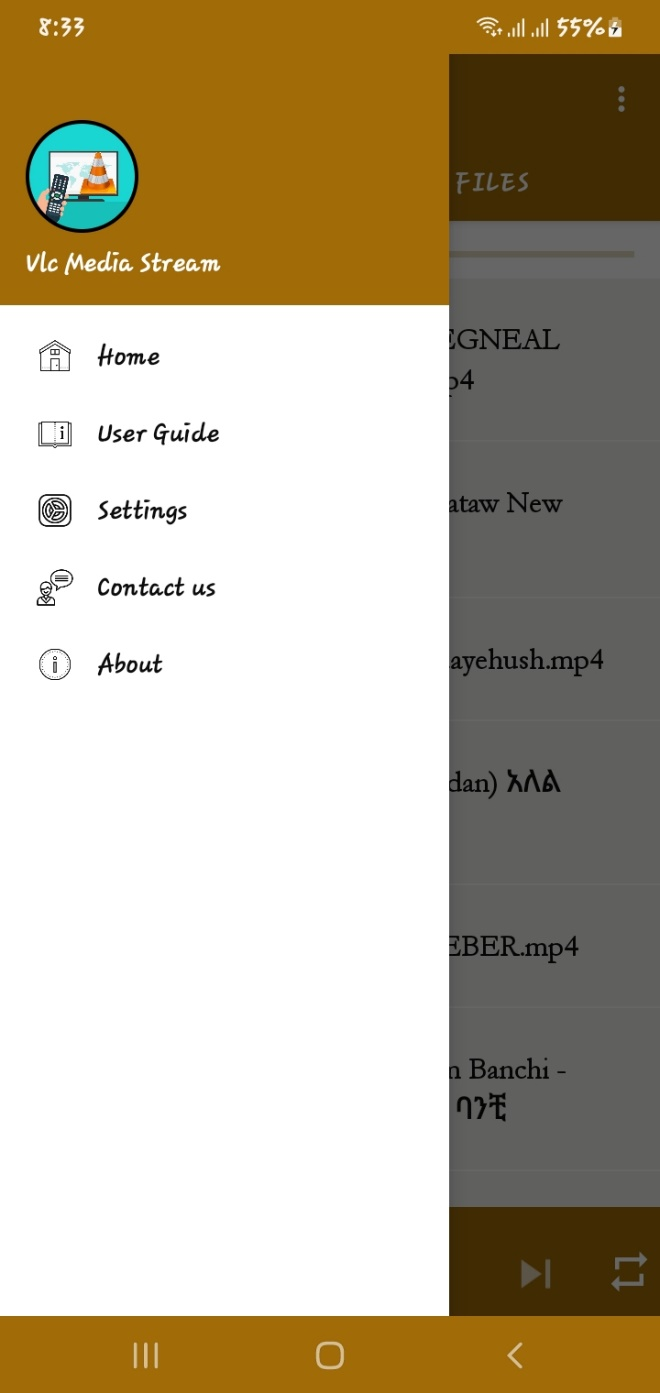 8:33
55%
FILES
Vlc Media Stream
Home
User Guide
Settings
Contact us
About
EGNEAL
p4
ataw New
ayehush.mp4
dan) አለል
EBER.mp4
n Banchi -
ባንቺ